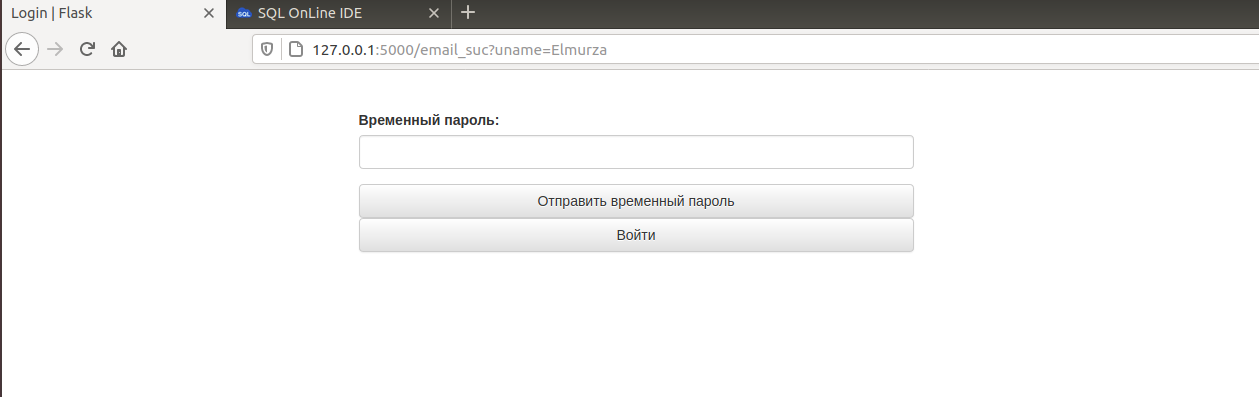 Login | Flask
SQL SQL OnLine IDE
127.0.0.1:5000/email_suc?uname=Elmurza
Временный пароль:
Отправить временный пароль
Войти